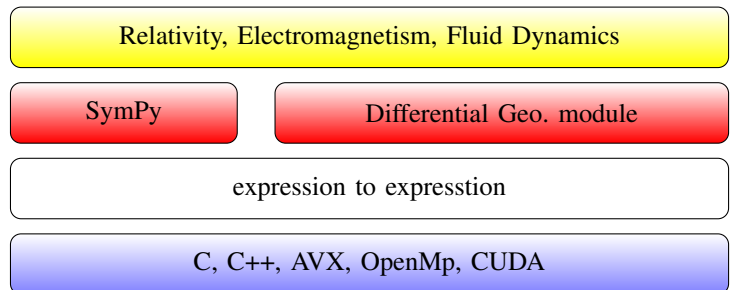 Relativity, Electromagnetism, Fluid Dynamics
SymPy
Differential Geo. module
expression to expresstion
C, C++, AVX, OpenMp, CUDA